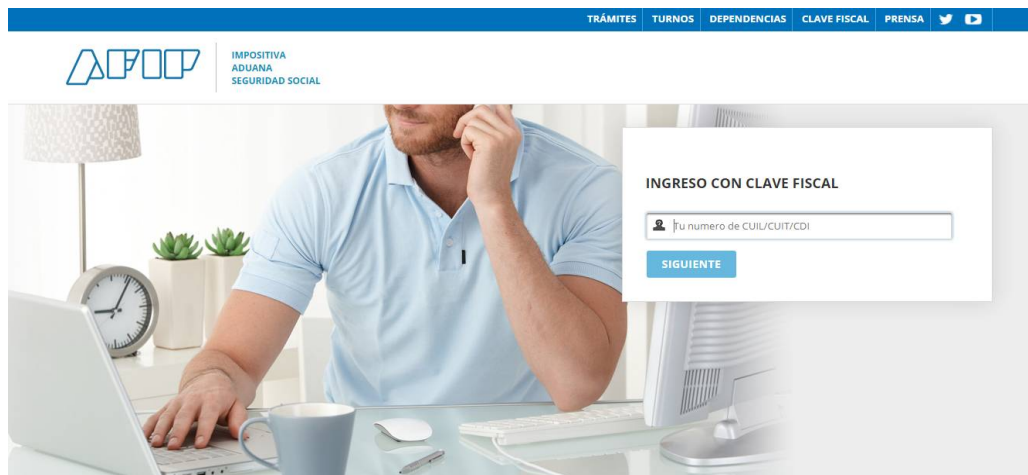 TRÁMITES TURNOS DEPENDENCIAS CLAVE FISCAL PRENSA
AFIP
IMPOSITIVA
ADUANA
SEGURIDAD SOCIAL
INGRESO CON CLAVE FISCAL
Tu numero de CUIL/CUIT/CDI
SIGUIENTE